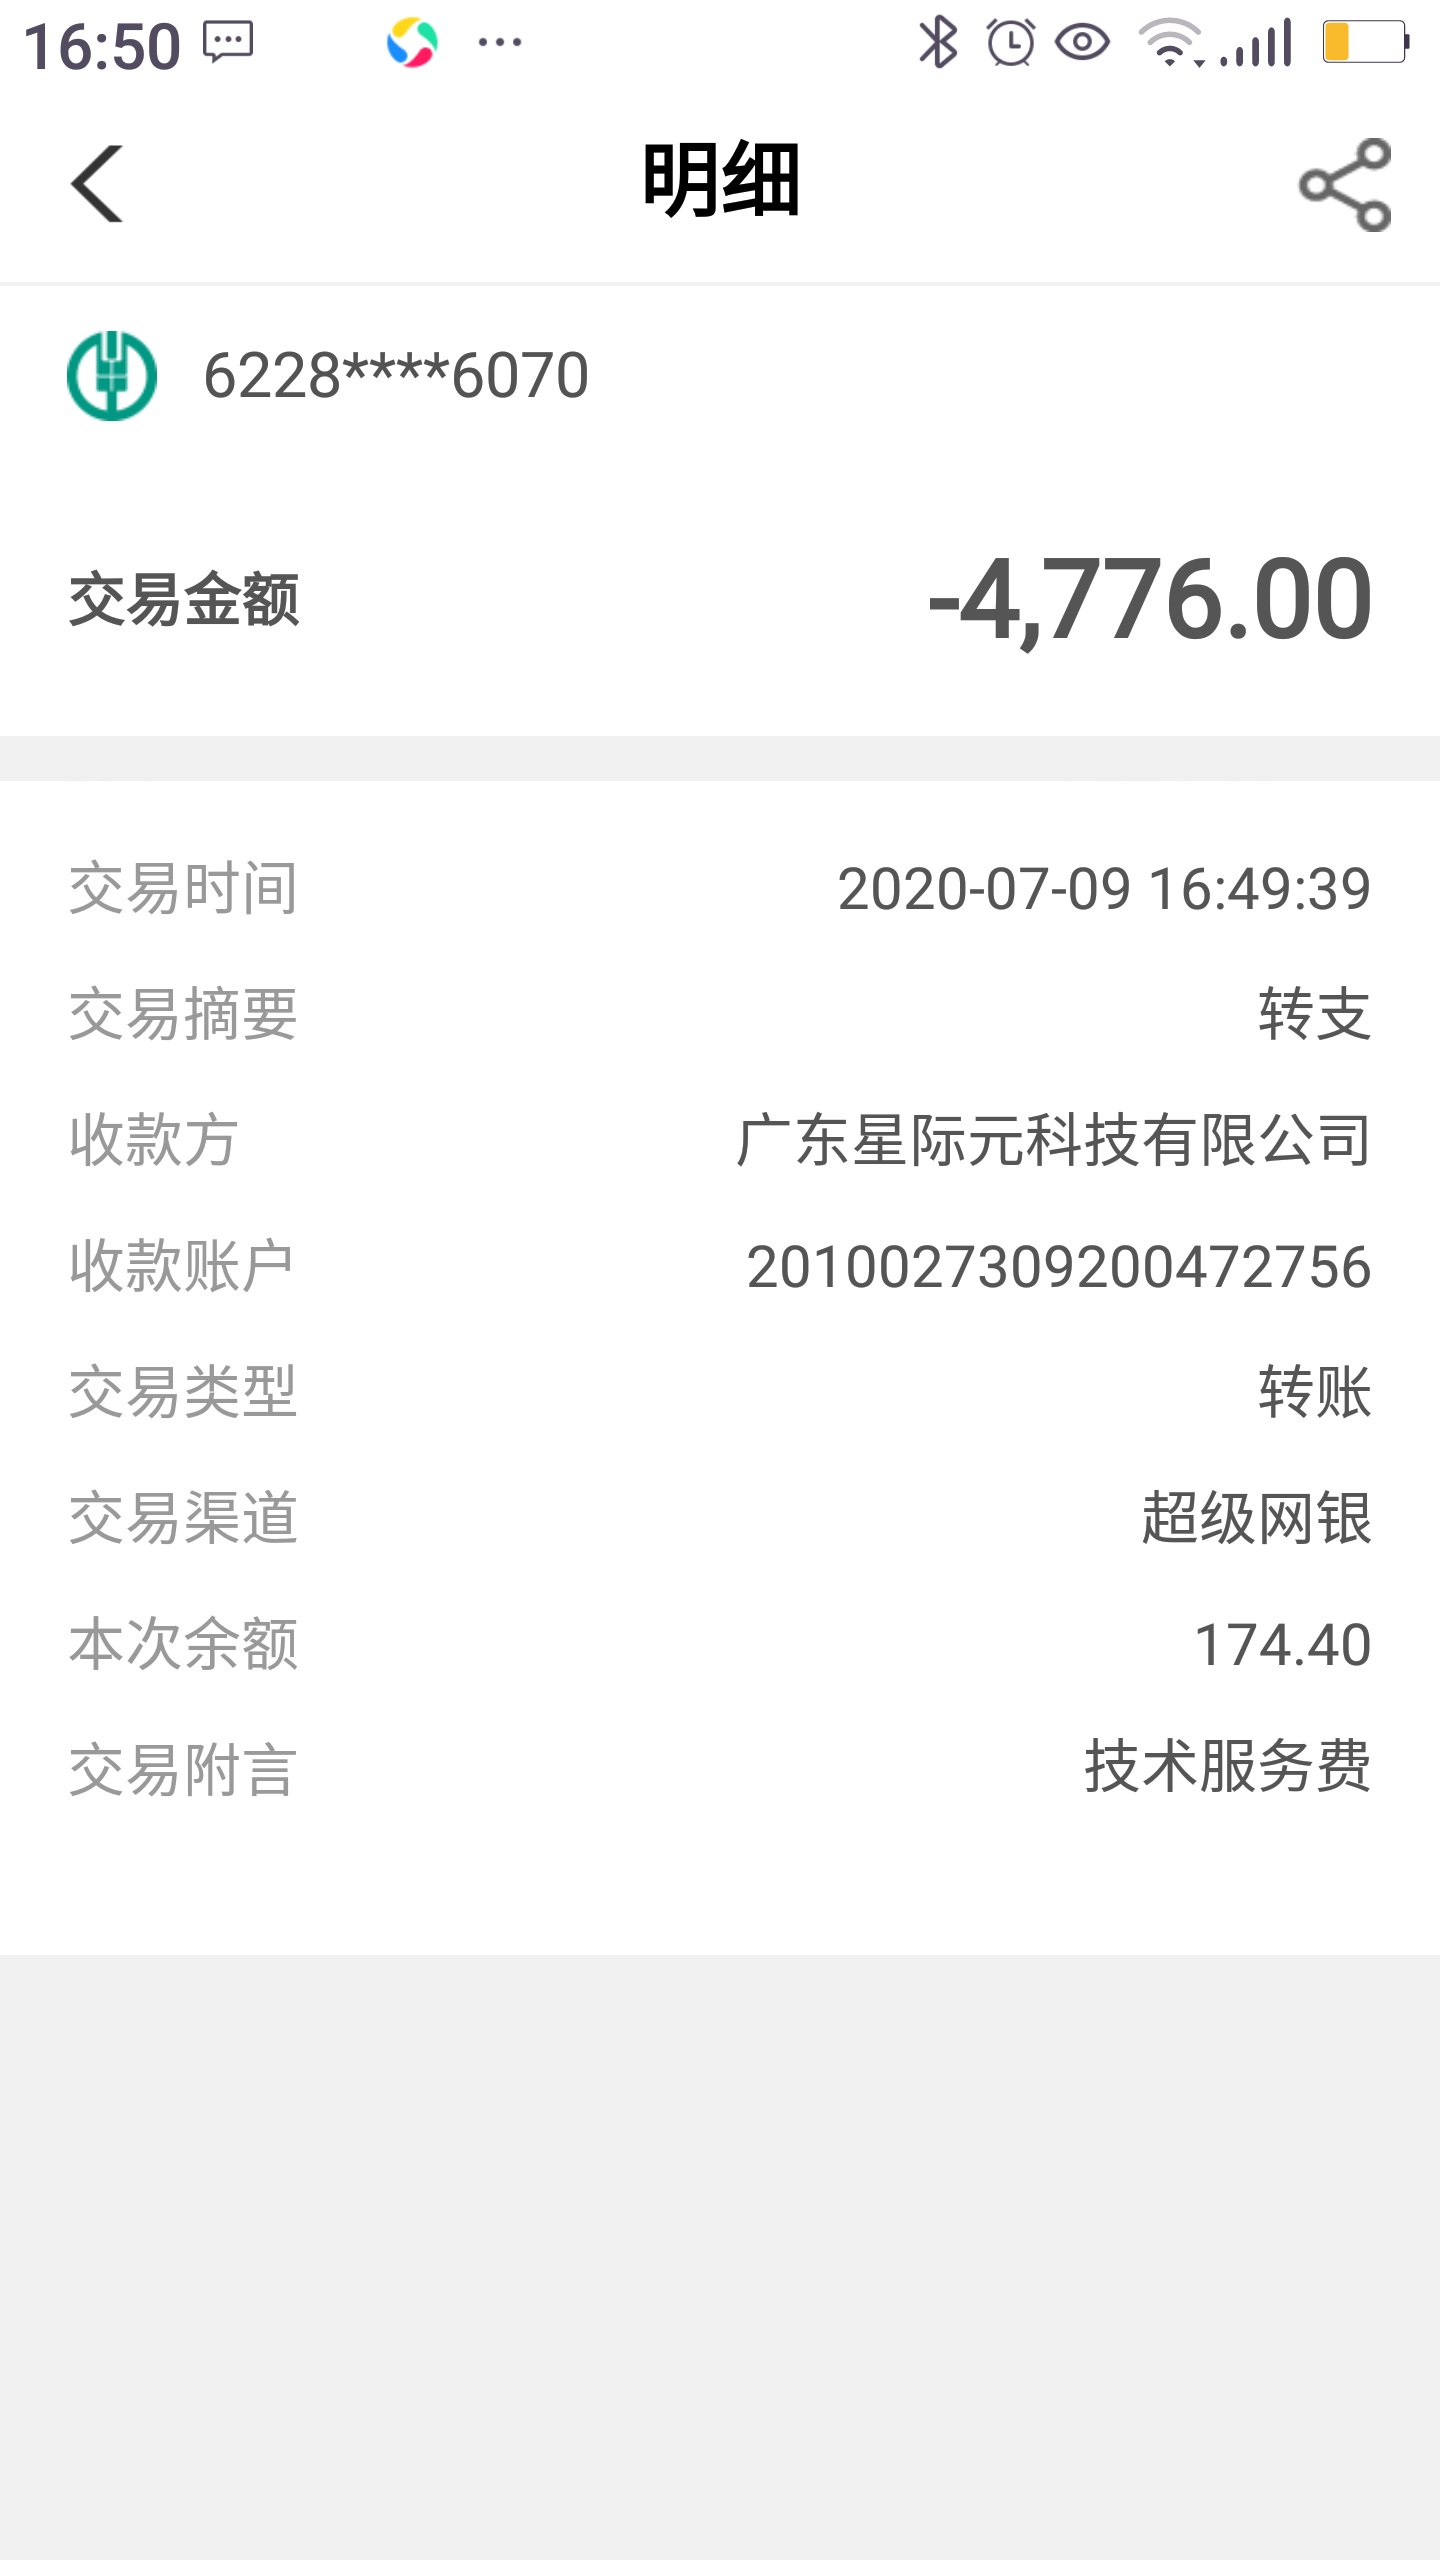 16:50
明细
6228****6070
交易金额 -4,776.00
交易时间 2020-07-09 16:49:39
交易摘要 转支
收款方 广东星际元科技有限公司
收款账户 2010027309200472756
交易类型 转账
交易渠道 超级网银
本次余额 174.40
交易附言 技术服务费